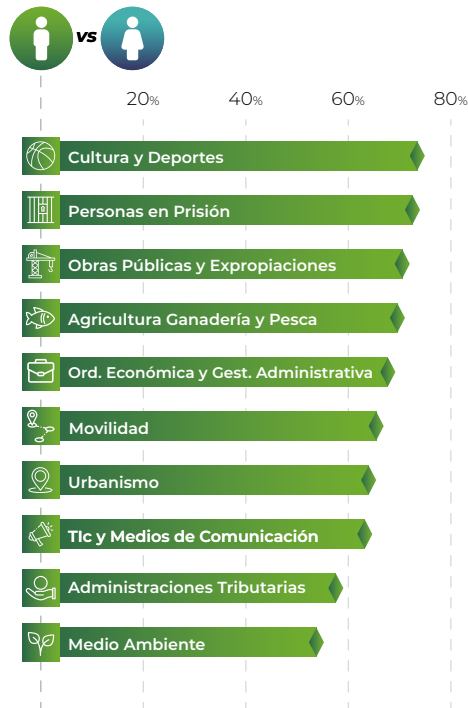 vs
20% 40% 60% 80%
Cultura y Deportes
Personas en Prisión
Obras Públicas y Expropiaciones
Agricultura Ganadería y Pesca
Ord. Económica y Gest. Administrativa
Movilidad
Urbanismo
TIc y Medios de Comunicación
Administraciones Tributarias
Medio Ambiente